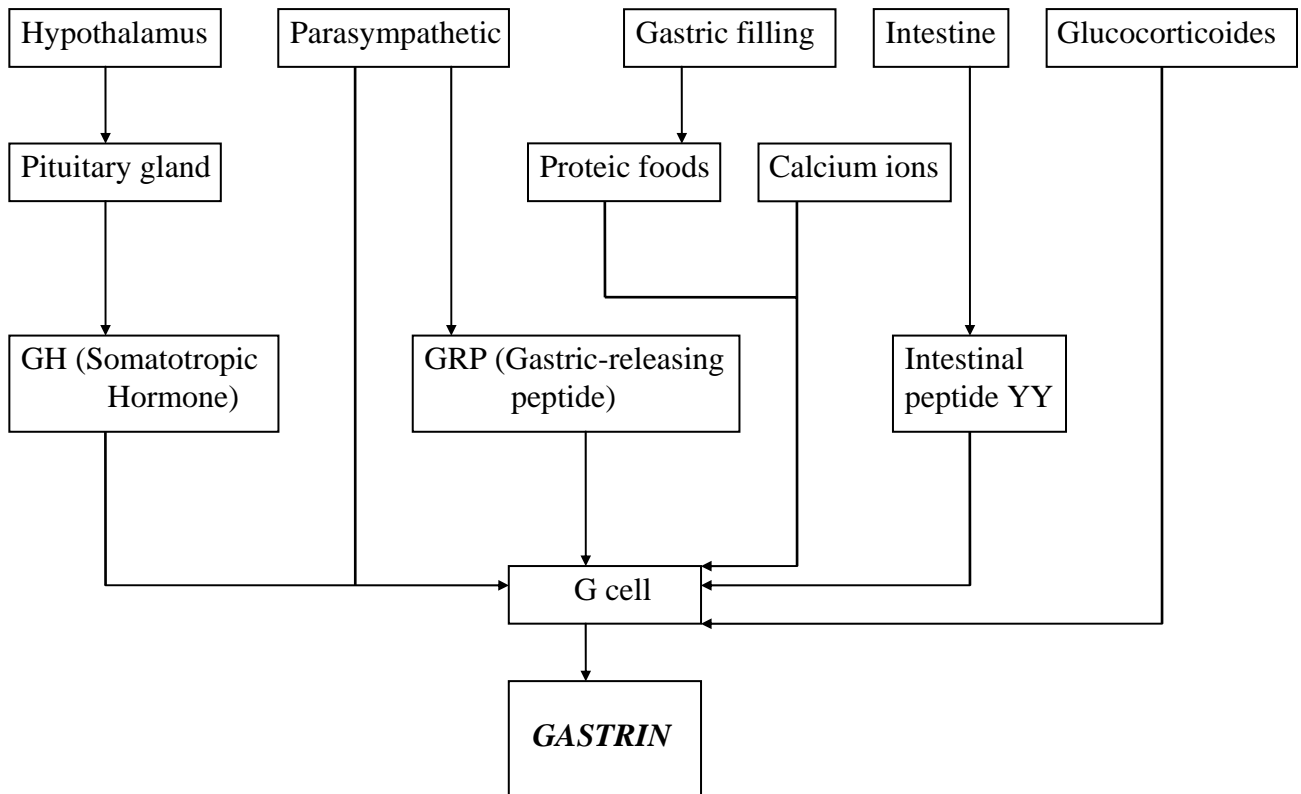 Hypothalamus
Parasympathetic
Gastric filling
Intestine
Glucocorticoides
Pituitary gland
Proteic foods
Calcium ions
GH (Somatotropic
Hormone)
GRP (Gastric-releasing
peptide)
Intestinal
peptide YY
G cell
GASTRIN